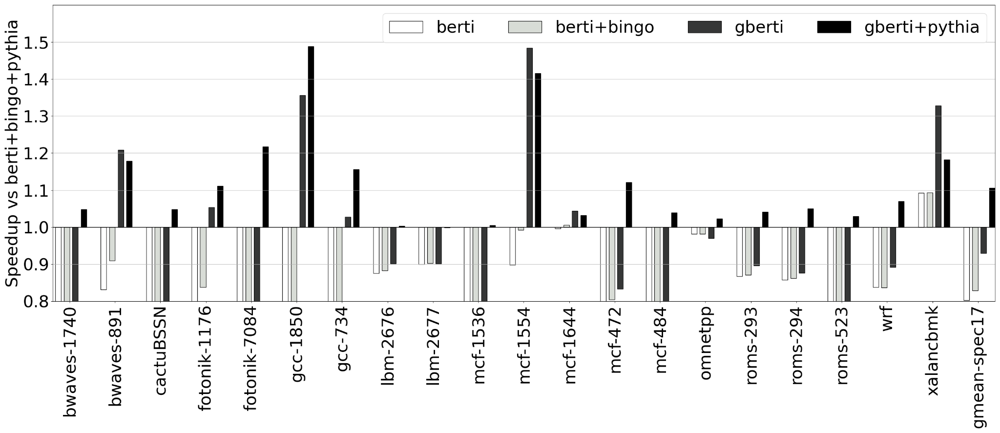 Speedup vs berti+bingo+pythia
berti
berti+bingo
gberti
gberti+pythia
1.5
1.4
1.3
1.2
1.1
1.0
0.9
0.8
bwaves-1740
bwaves-891
cactuBSSN
fotonik-1176
fotonik-7084
gcc-1850
gcc-734
lbm-2676
lbm-2677
mcf-1536
mcf-1554
mcf-1644
mcf-472
mcf-484
omnetpp
roms-293
roms-294
roms-523
wrf
xalancbmk
gmean-spec17